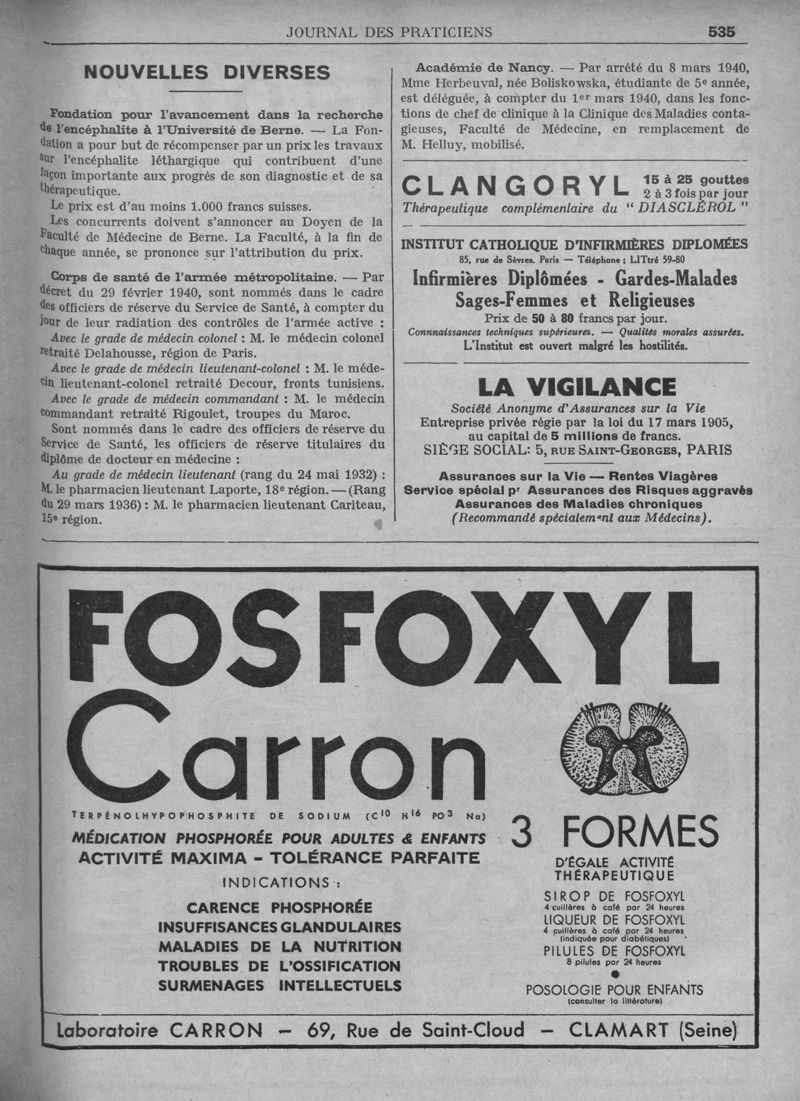 JOURNAL DES PRATICIENS 535
NOUVELLES DIVERSES
Fondation pour l'avancement dans la recherche
de l'encéphalite à l'Université de Berne. — La Fon-
dation a pour but de récompenser par un prix les travaux
sur l'encéphalite léthargique qui contribuent d'une
façon importante aux progrès de son diagnostic et de sa
thérapeutique.
Le prix est d'au moins 1.000 francs suisses.
Les concurrents doivent s'annoncer au Doyen de la
Faculté de Médecine de Berne. La Faculté, à la fin de
chaque année, se prononce sur l'attribution du prix.
Corps de santé de l'armée métropolitaine. — Par
décret du 29 février 1940, sont nommés dans le cadre
des officiers de réserve du Service de Santé, à compter du
jour de leur radiation des contrôles de l'armée active :
Avec le grade de médecin colonel : M. le médecin colonel
retraité Delahousse, région de Paris.
Avec le grade de médecin lieutenant-colonel : M. le méde-
cin lieutenant-colonel retraité Decour, fronts tunisiens.
Avec le grade de médecin commandant : M. le médecin
commandant retraité Rigoulet, troupes du Maroc.
Sont nommés dans le cadre des officiers de réserve du
Service de Santé, les officiers de réserve titulaires du
diplôme de docteur en médecine :
Au grade de médecin lieutenant (rang du 24 mai 1932) :
M. le pharmacien lieutenant Laporte, 18e région. — (Rang
du 29 mars 1936) : M. le pharmacien lieutenant Cariteau,
15e région.
Académie de Nancy. — Par arrêté du 8 mars 1940,
Mme Herbeuval, née Boliskowska, étudiante de 5e année,
est déléguée, à compter du 1er mars 1940, dans les fonc-
tions de chef de clinique à la Clinique des Maladies conta-
gieuses, Faculté de Médecine, en remplacement de
M. Helluy, mobilisé.
CLANGORYL 15 à 25 gouttes
2 à 3 fois par jour
Thérapeutique complémenlaire du " DIASCLÉROL "
INSTITUT CATHOLIQUE D'INFIRMIÈRES DIPLOMÉES
85, rue de Sèvres, Paris — Téléphone ; LITtré 59-80
Infirmières Diplômées - Gardes-Malades
Sages-Femmes et Religieuses
Prix de 50 à 80 francs par jour.
Connnaissances techniques supérieures. — Qualités morales assurées.
L'Institut est ouvert malgré les hostilités.
LA VIGILANCE
Société Anonyme d'Assurances sur la Vie
Entreprise privée régie par la loi du 17 mars 1905,
au capital de 5 millions de francs.
SIÈGE SOCIAL: 5, RUE SAINT-GEORGES, PARIS
Assurances sur la Vie — Rentes Viagères
Service spécial pr Assurances des Risques aggravés
Assurances des Maladies chroniques
(Recommandé spécialement aux Médecins).
FOSFOXYL
Carron
TERPÉNOLHYPOPHOSPHITE DE SODIUM (C10 H16 PO3 Na)
MÉDICATION PHOSPHORÉE POUR ADULTES & ENFANTS
ACTIVITÉ MAXIMA – TOLÉRANCE PARFAITE
INDICATIONS :
CARENCE PHOSPHORÉE
INSUFFISANCES GLANDULAIRES
MALADIES DE LA NUTRITION
TROUBLES DE L'OSSIFICATION
SURMENAGES INTELLECTUELS
3 FORMES
D'ÉGALE ACTIVITÉ
THÉRAPEUTIQUE
SIROP DE FOSFOXYL
4 cuillères à café par 24 heures
LIQUEUR DE FOSFOXYL
4 cuillères à café par 24 heures
(indiquée pour diabétiques)
PILULES DE FOSFOXYL
8 pilules par 24 heures
POSOLOGIE POUR ENFANTS
(consulter la littérature)
Laboratoire CARRON – 69, Rue de Saint-Cloud – CLAMART (Seine)